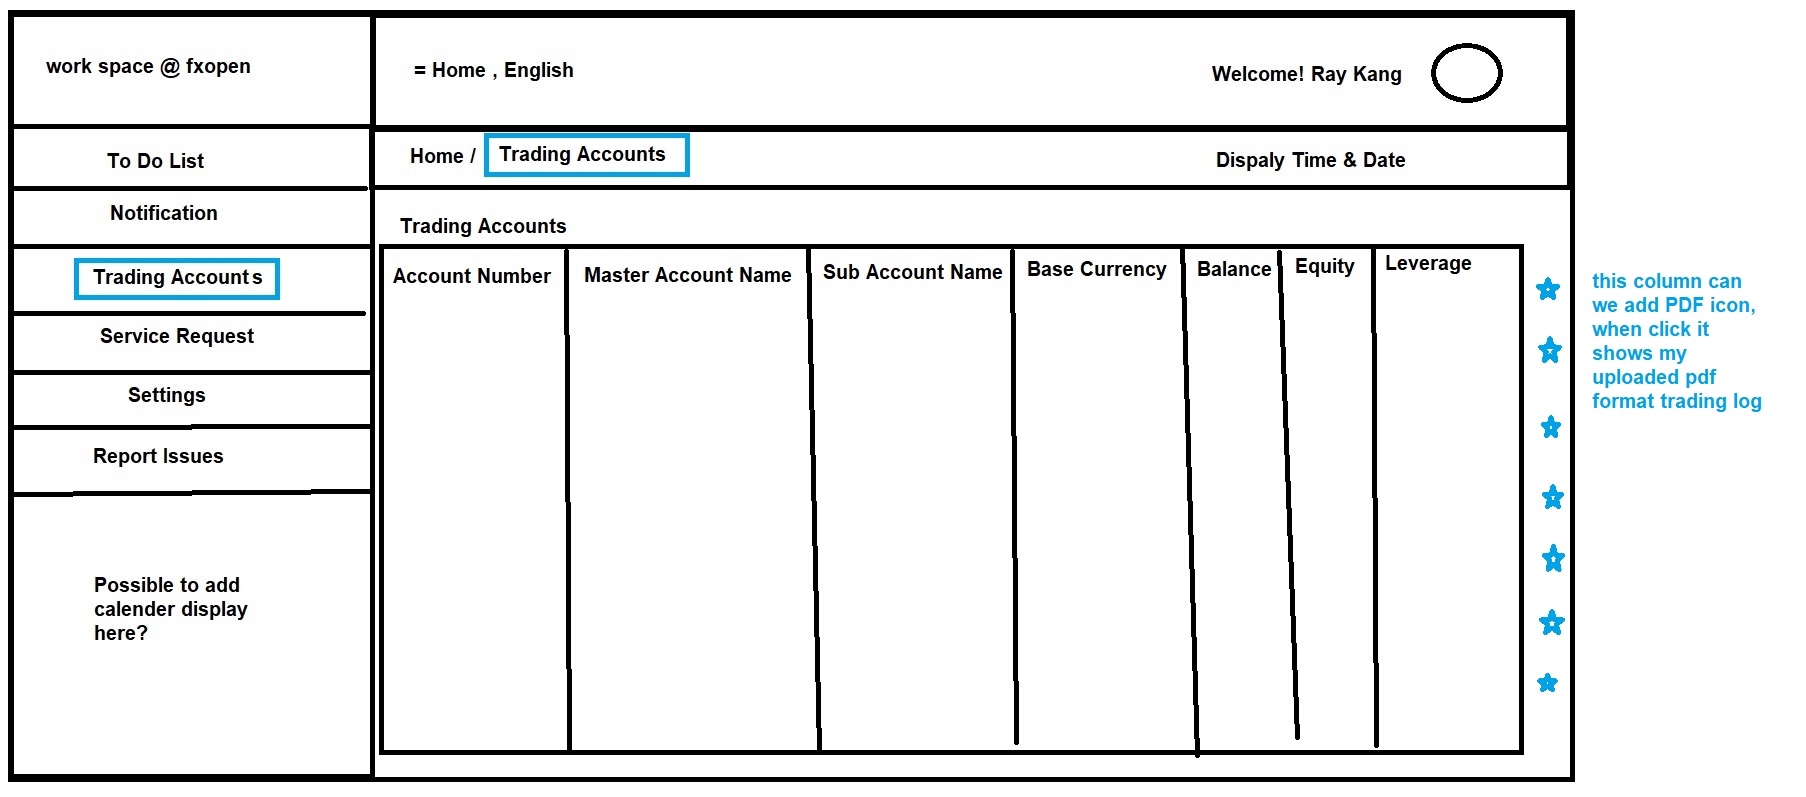 work space @ fxopen
= Home , English
Welcome! Ray Kang
To Do List
Notification
Trading Accounts
Service Request
Settings
Report Issues
Possible to add
calender display
here?
Home /
Trading Accounts
Dispaly Time & Date
Trading Accounts
Account Number
Master Account Name
Sub Account Name
Base Currency
Balance
Equity
Leverage
this column can
we add PDF icon,
when click it
shows my
uploaded pdf
format trading log